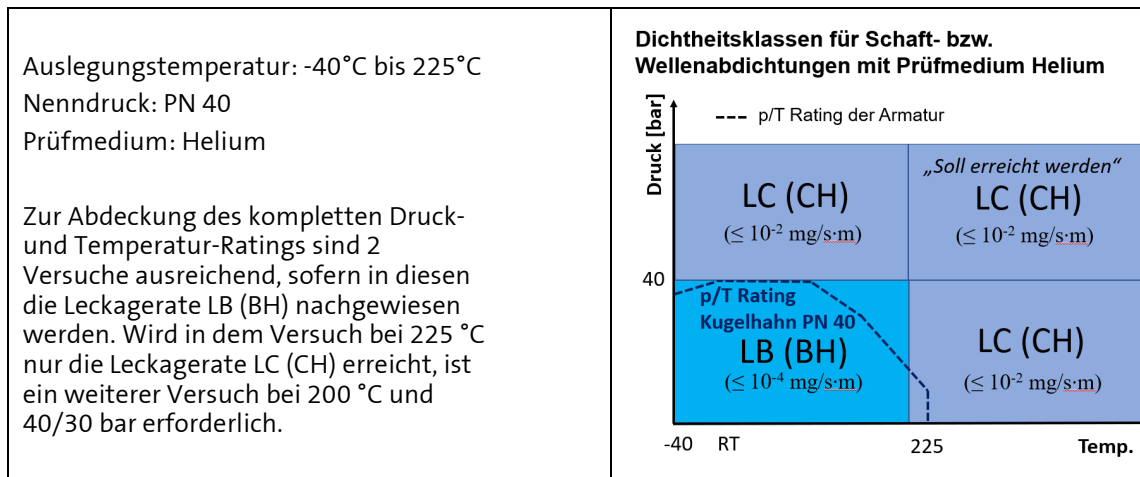 Auslegungstemperatur: -40°C bis 225°C
Nenndruck: PN 40
Prüfmedium: Helium
Zur Abdeckung des kompletten Druck-
und Temperatur-Ratings sind 2
Versuche ausreichend, sofern in diesen
die Leckagerate LB (BH) nachgewiesen
werden. Wird in dem Versuch bei 225 °C
nur die Leckagerate LC (CH) erreicht, ist
ein weiterer Versuch bei 200 °C und
40/30 bar erforderlich.
Dichtheitsklassen für Schaft- bzw.
Wellenabdichtungen mit Prüfmedium Helium
Druck [bar]
p/T Rating der Armatur
LC (CH)
(≤ 10⁻² mg/s·m)
„Soll erreicht werden“
LC (CH)
(≤ 10⁻² mg/s·m)
40
p/T Rating
Kugelhahn PN 40
LB (BH)
(≤ 10⁻⁴ mg/s·m)
LC (CH)
(≤ 10⁻² mg/s·m)
-40 RT 225 Temp.